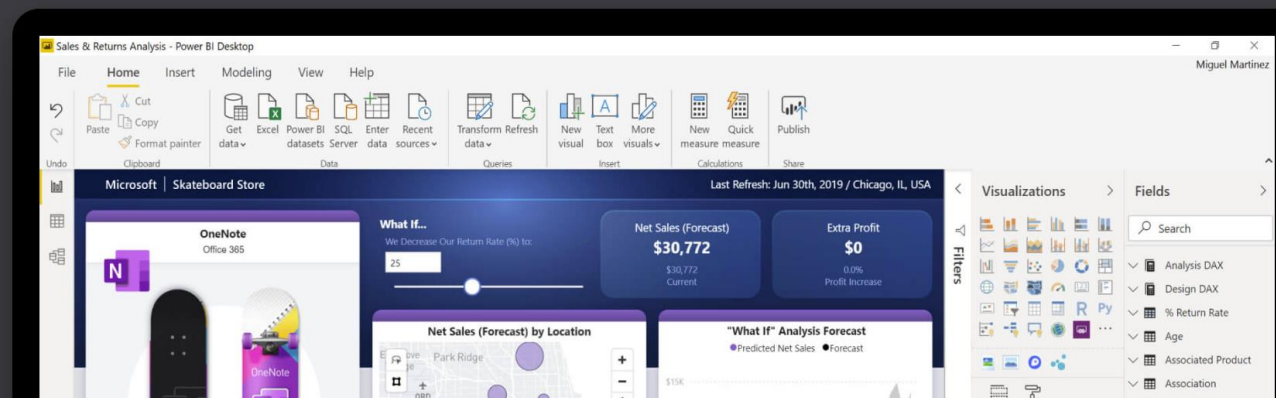 Sales & Returns Analysis - Power BI Desktop
Miguel Martinez
File Home Insert Modeling View Help
Paste
Cut
Copy
Format painter
Get data
Excel
Power BI datasets
SQL Server
Enter data
Recent sources
Transform data
Refresh
New visual
Text box
More visuals
New measure
Quick measure
Publish
Undo
Clipboard
Data
Queries
Insert
Calculations
Share
Microsoft | Skateboard Store
Last Refresh: Jun 30th, 2019 / Chicago, IL, USA
OneNote
Office 365
N
OneNote
What If...
We Decrease Our Return Rate (%) to:
25
Net Sales (Forecast)
$30,772
$30,772
Current
Extra Profit
$0
0.0%
Profit Increase
Net Sales (Forecast) by Location
Park Ridge
ORD
"What If" Analysis Forecast
Predicted Net Sales Forecast
$15K
Filters
Visualizations
R Py
Fields
Search
Analysis DAX
Design DAX
% Return Rate
Age
Associated Product
Association